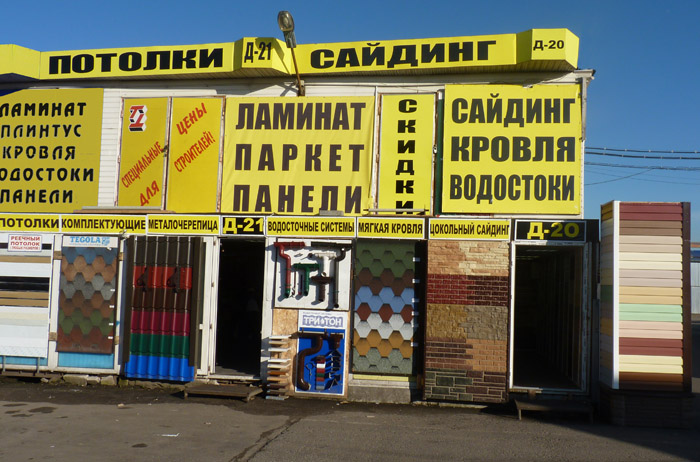 ПОТОЛКИ
Д-21
САЙДИНГ
Д-20
ЛАМИНАТ
ПЛИНТУС
КРОВЛЯ
ВОДОСТОКИ
ПАНЕЛИ
СПЕЦИАЛЬНЫЕ
ЦЕНЫ
ДЛЯ
СТРОИТЕЛЕЙ!
ЛАМИНАТ
ПАРКЕТ
ПАНЕЛИ
СКИДКИ
САЙДИНГ
КРОВЛЯ
ВОДОСТОКИ
ПОТОЛКИ
КОМПЛЕКТУЮЩИЕ
МЕТАЛОЧЕРЕПИЦА
Д-21
ВОДОСТОЧНЫЕ СИСТЕМЫ
МЯГКАЯ КРОВЛЯ
ЦОКОЛЬНЫЙ САЙДИНГ
Д-20
РЕЕЧНЫЙ
ПОТОЛОК
TEGOLA
ТРИТОН